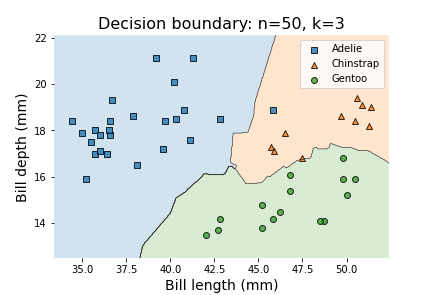 Decision boundary: n=50, k=3
22
20
18
16
14
Bill depth (mm)
Adelie
Chinstrap
Gentoo
35.0 37.5 40.0 42.5 45.0 47.5 50.0
Bill length (mm)